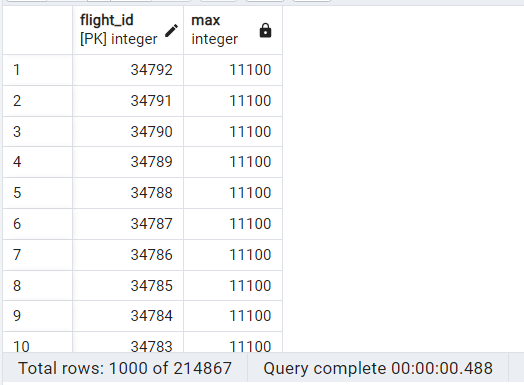 flight_id max
[PK] integer integer
1 34792 11100
2 34791 11100
3 34790 11100
4 34789 11100
5 34788 11100
6 34787 11100
7 34786 11100
8 34785 11100
9 34784 11100
10 34783 11100
Total rows: 1000 of 214867 Query complete 00:00:00.488